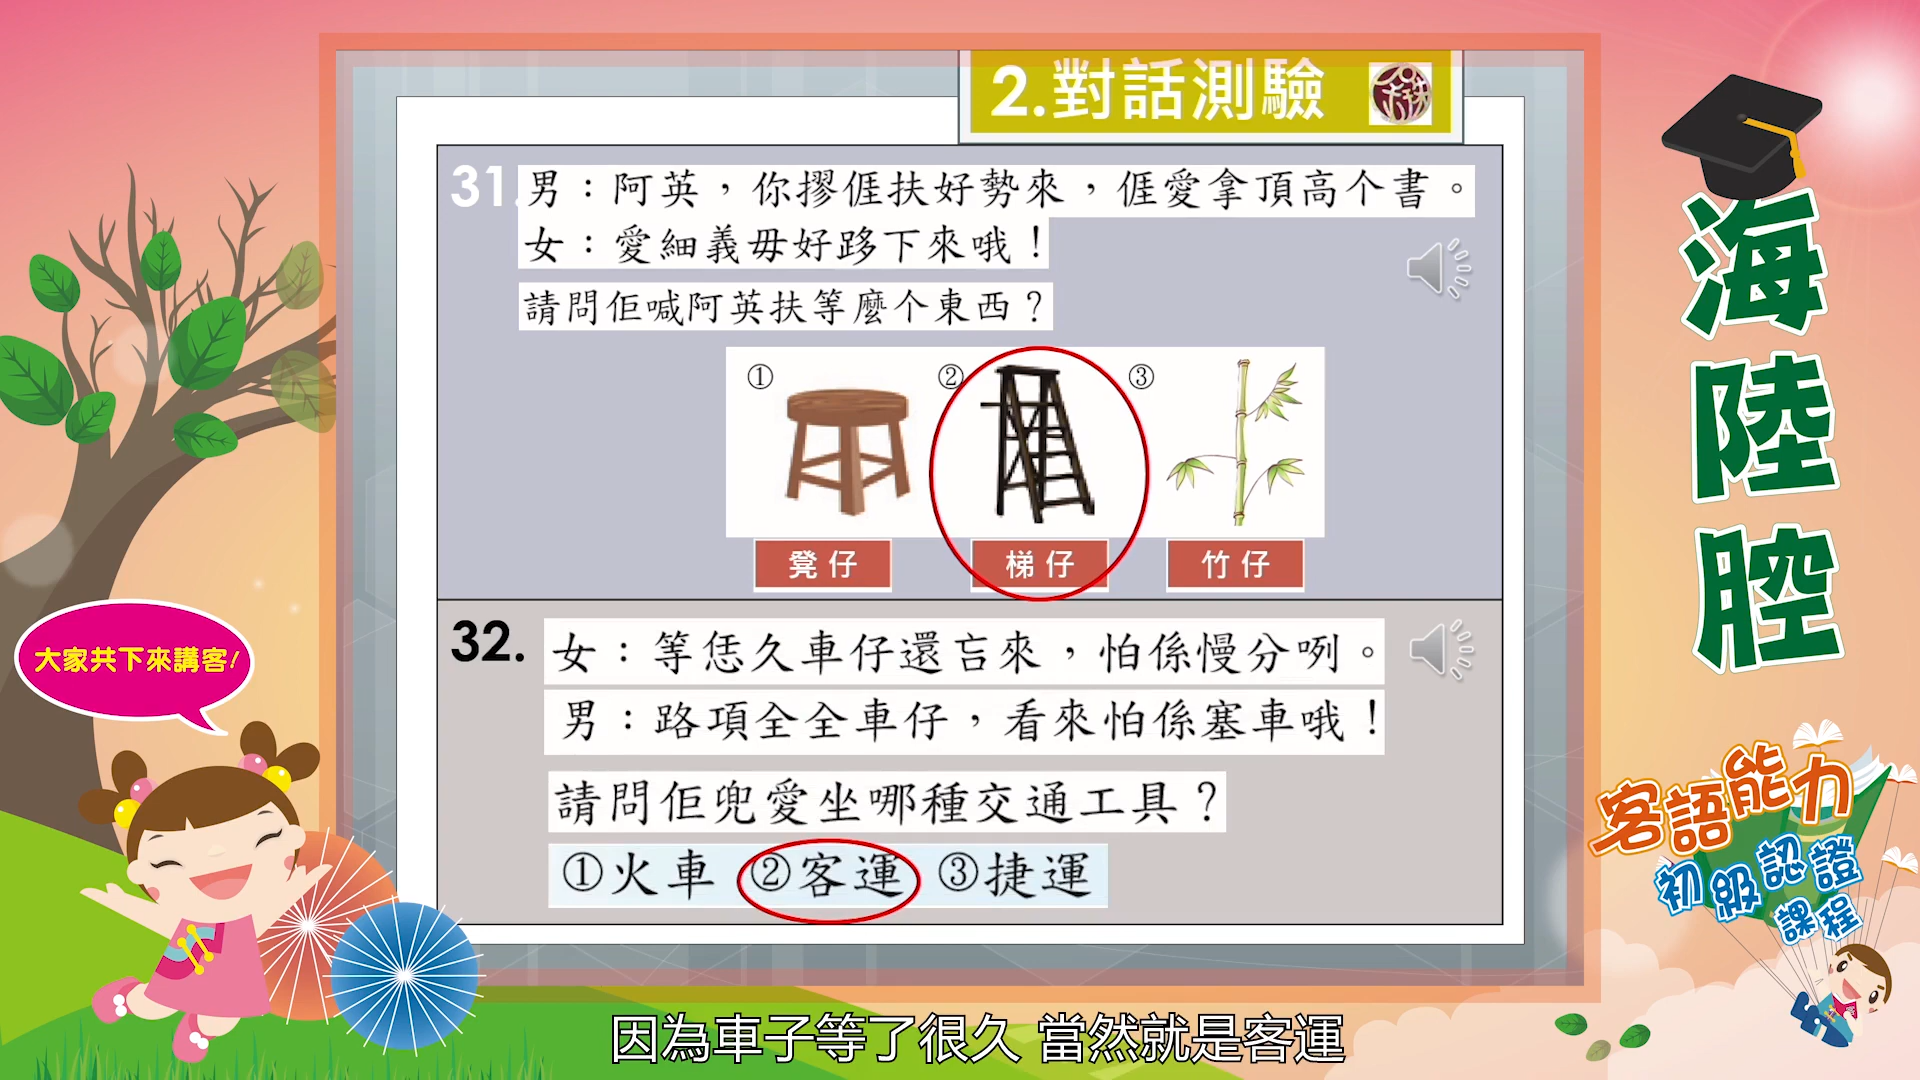 2.對話測驗
31.
男：阿英，你摎𠊎扶好勢來，𠊎愛拿頂高个書。
女：愛細義毋好跢下來哦！
請問佢喊阿英扶等麼个東西？
① ② ③
凳仔 梯仔 竹仔
32.
女：等恁久車仔還吂來，怕係慢分咧。
男：路項全全車仔，看來怕係塞車哦！
請問佢兜愛坐哪種交通工具？
①火車 ②客運 ③捷運
大家共下來講客！
海陸腔
客語能力
初級認證
課程
因為車子等了很久 當然就是客運